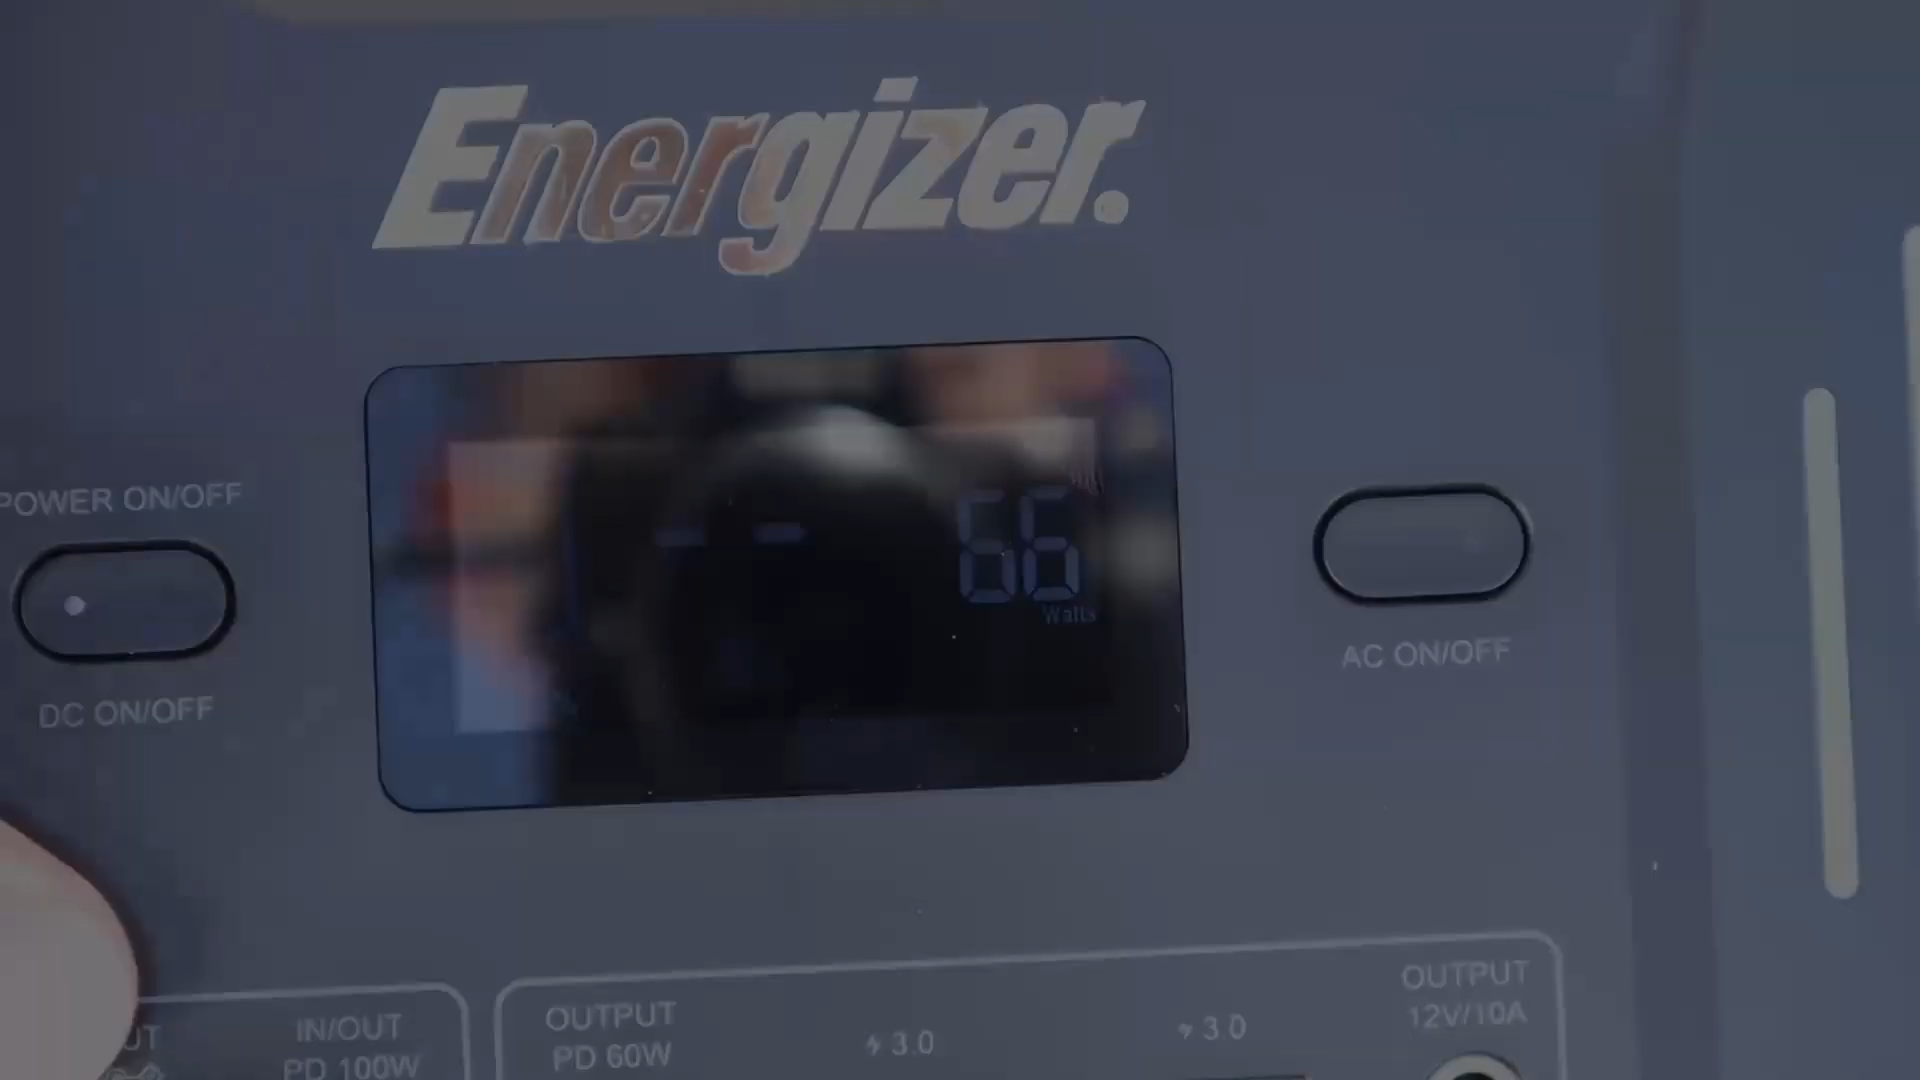 Energizer.
POWER ON/OFF
- -
66
Watts
AC ON/OFF
DC ON/OFF
IN/OUT
PD 100W
OUTPUT
PD 60W
3.0
3.0
OUTPUT
12V/10A